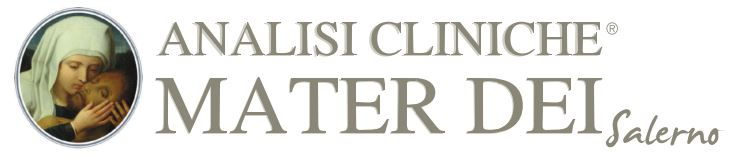 ANALISI CLINICHE®
MATER DEI
Salerno